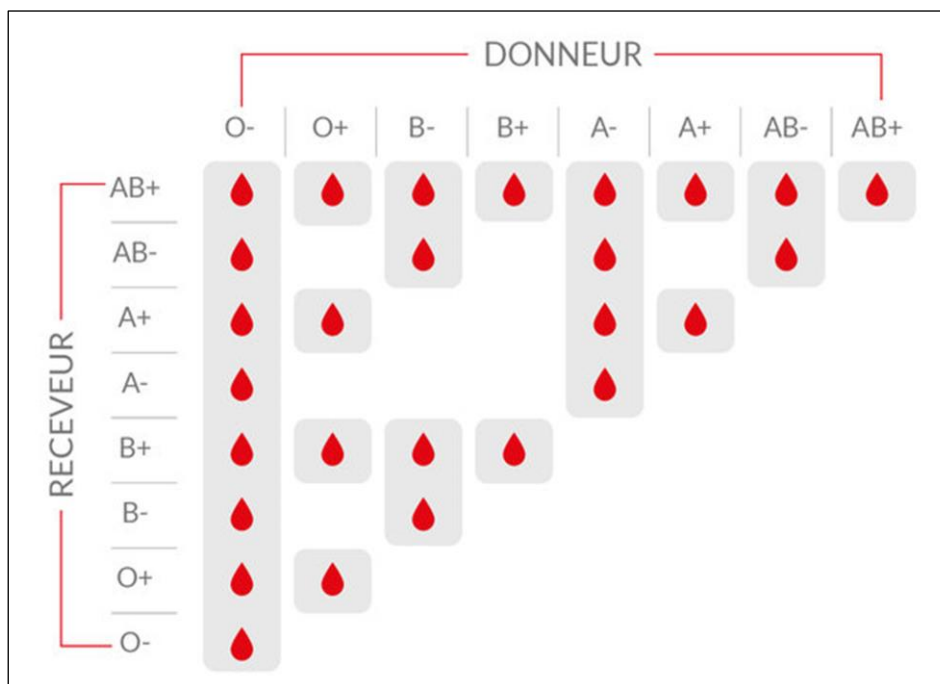 DONNEUR
O- O+ B- B+ A- A+ AB- AB+
RECEVEUR
AB+
AB-
A+
A-
B+
B-
O+
O-